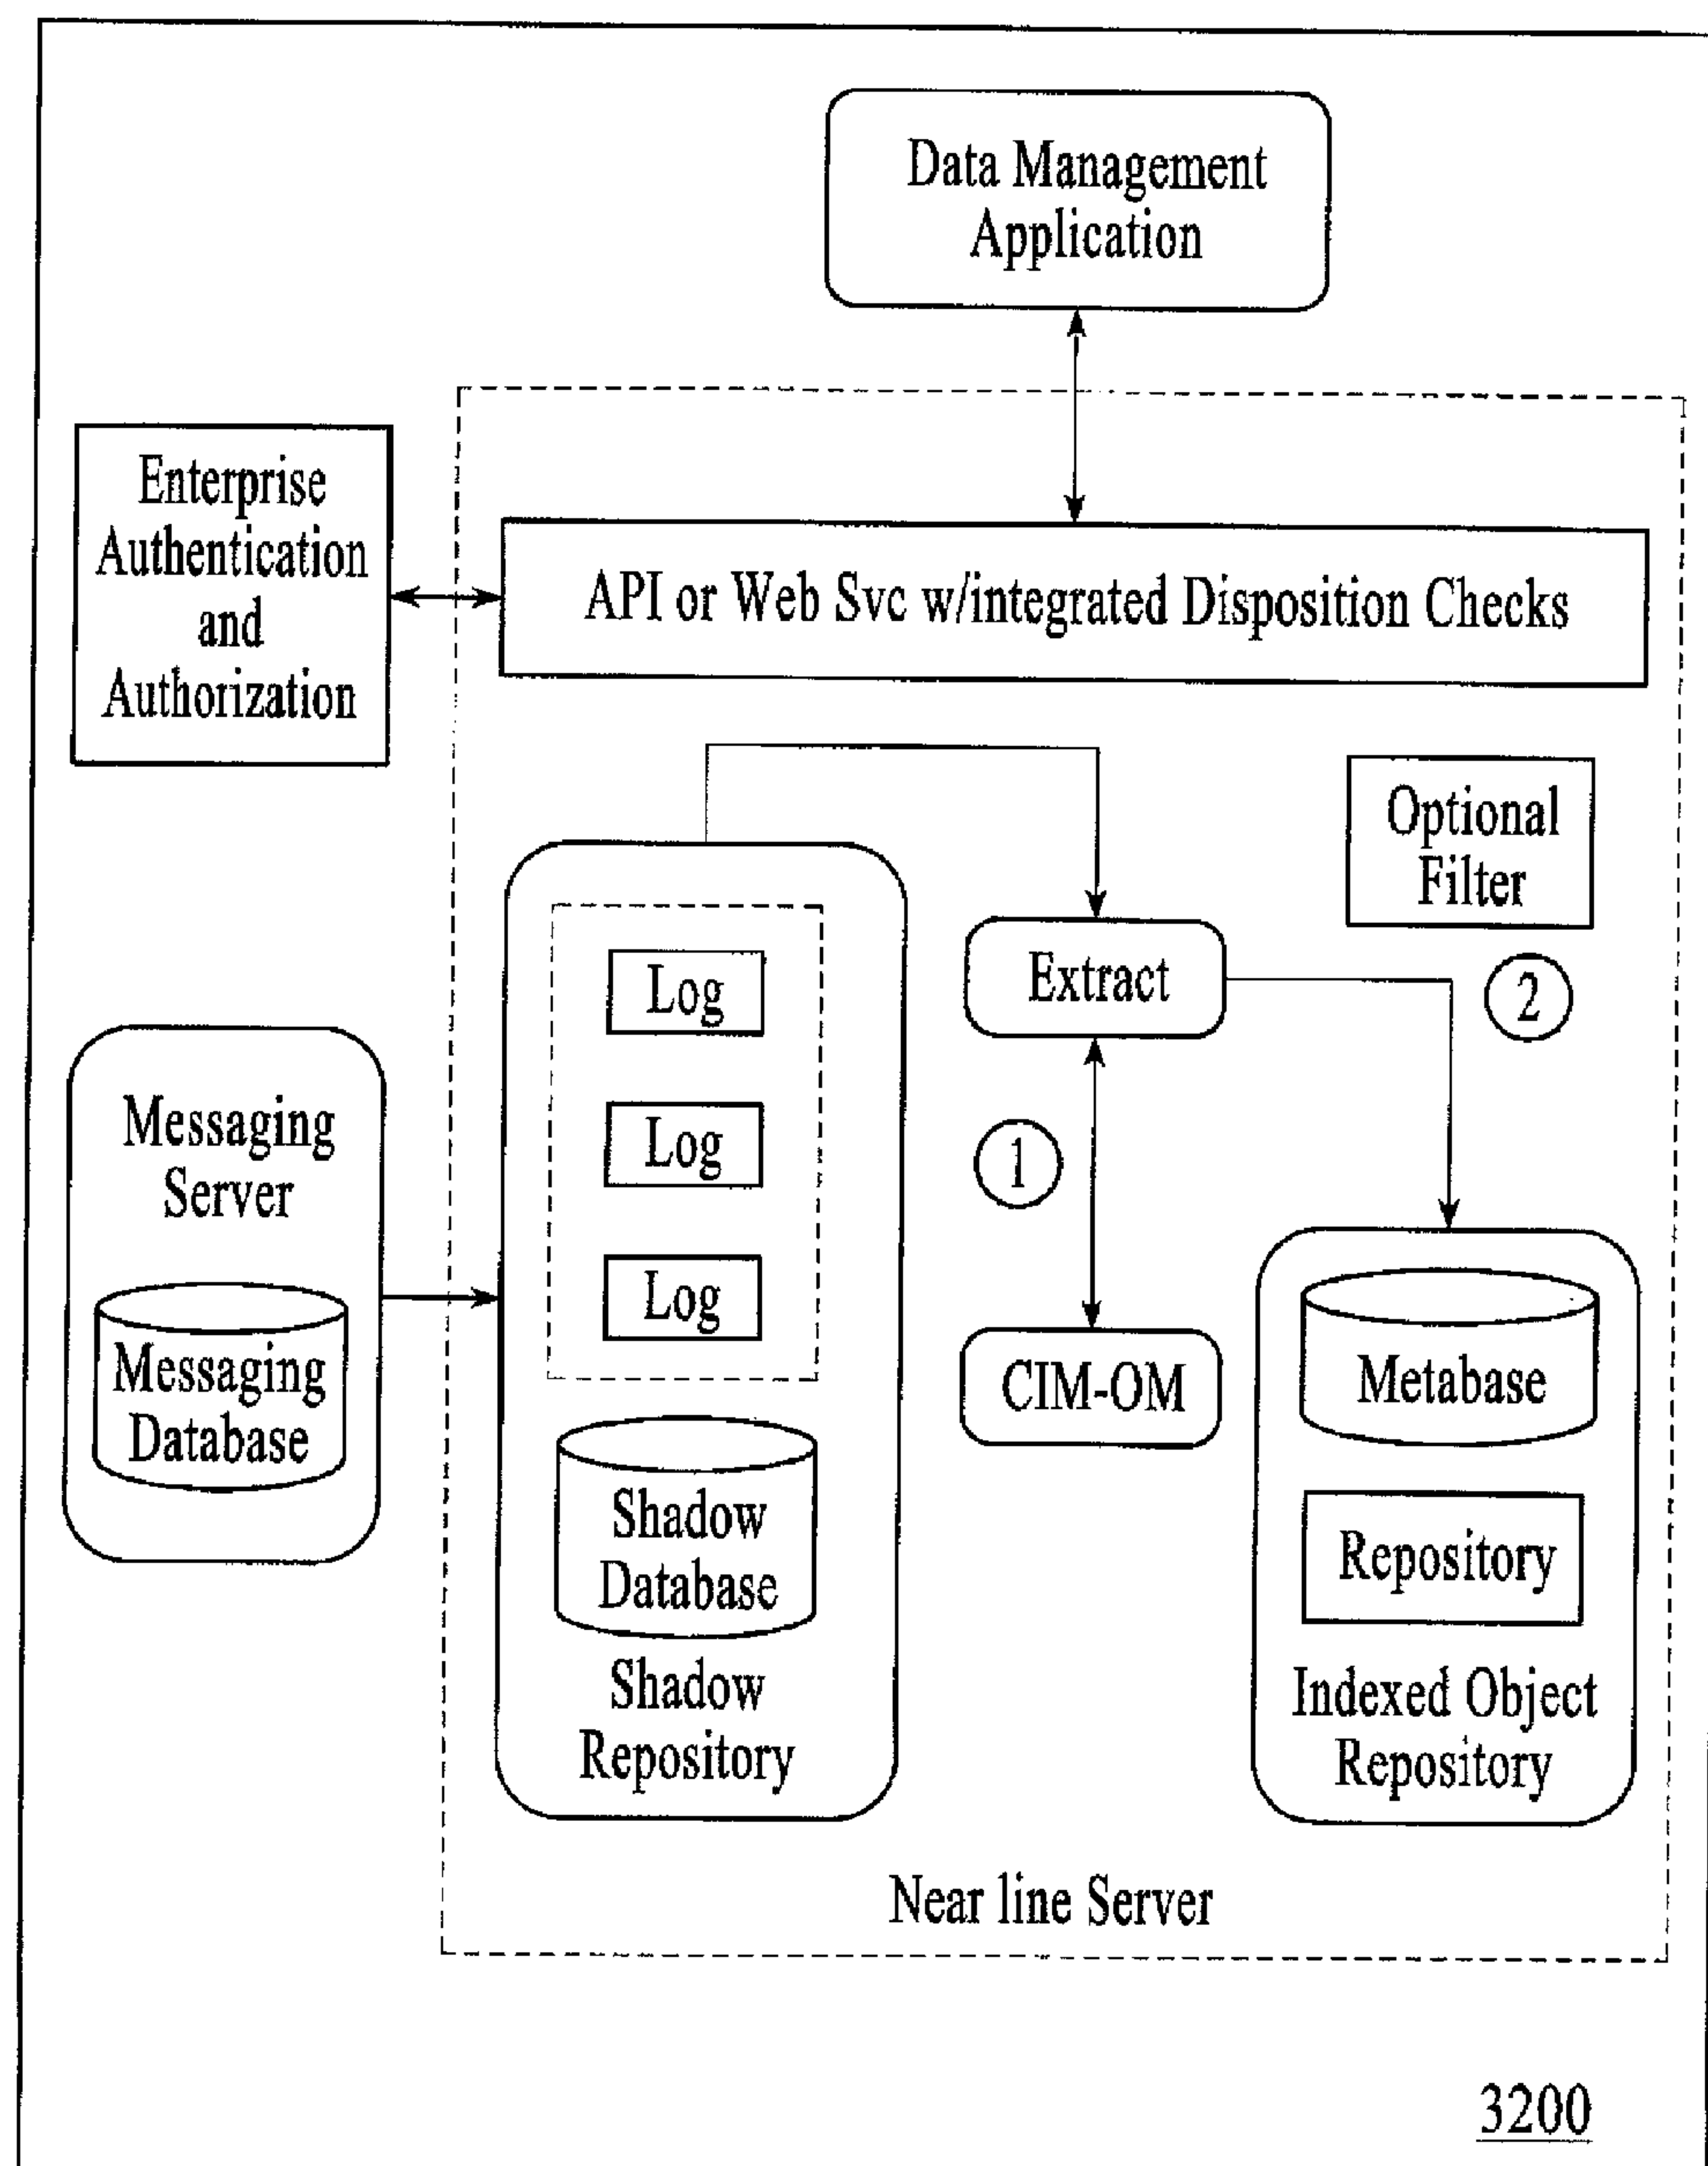 Data Management
Application
Enterprise
Authentication
and
Authorization
API or Web Svc w/integrated Disposition Checks
Optional
Filter
Log
Log
Log
Extract
2
1
Messaging
Server
Messaging
Database
CIM-OM
Metabase
Shadow
Database
Repository
Shadow
Repository
Indexed Object
Repository
Near line Server
3200